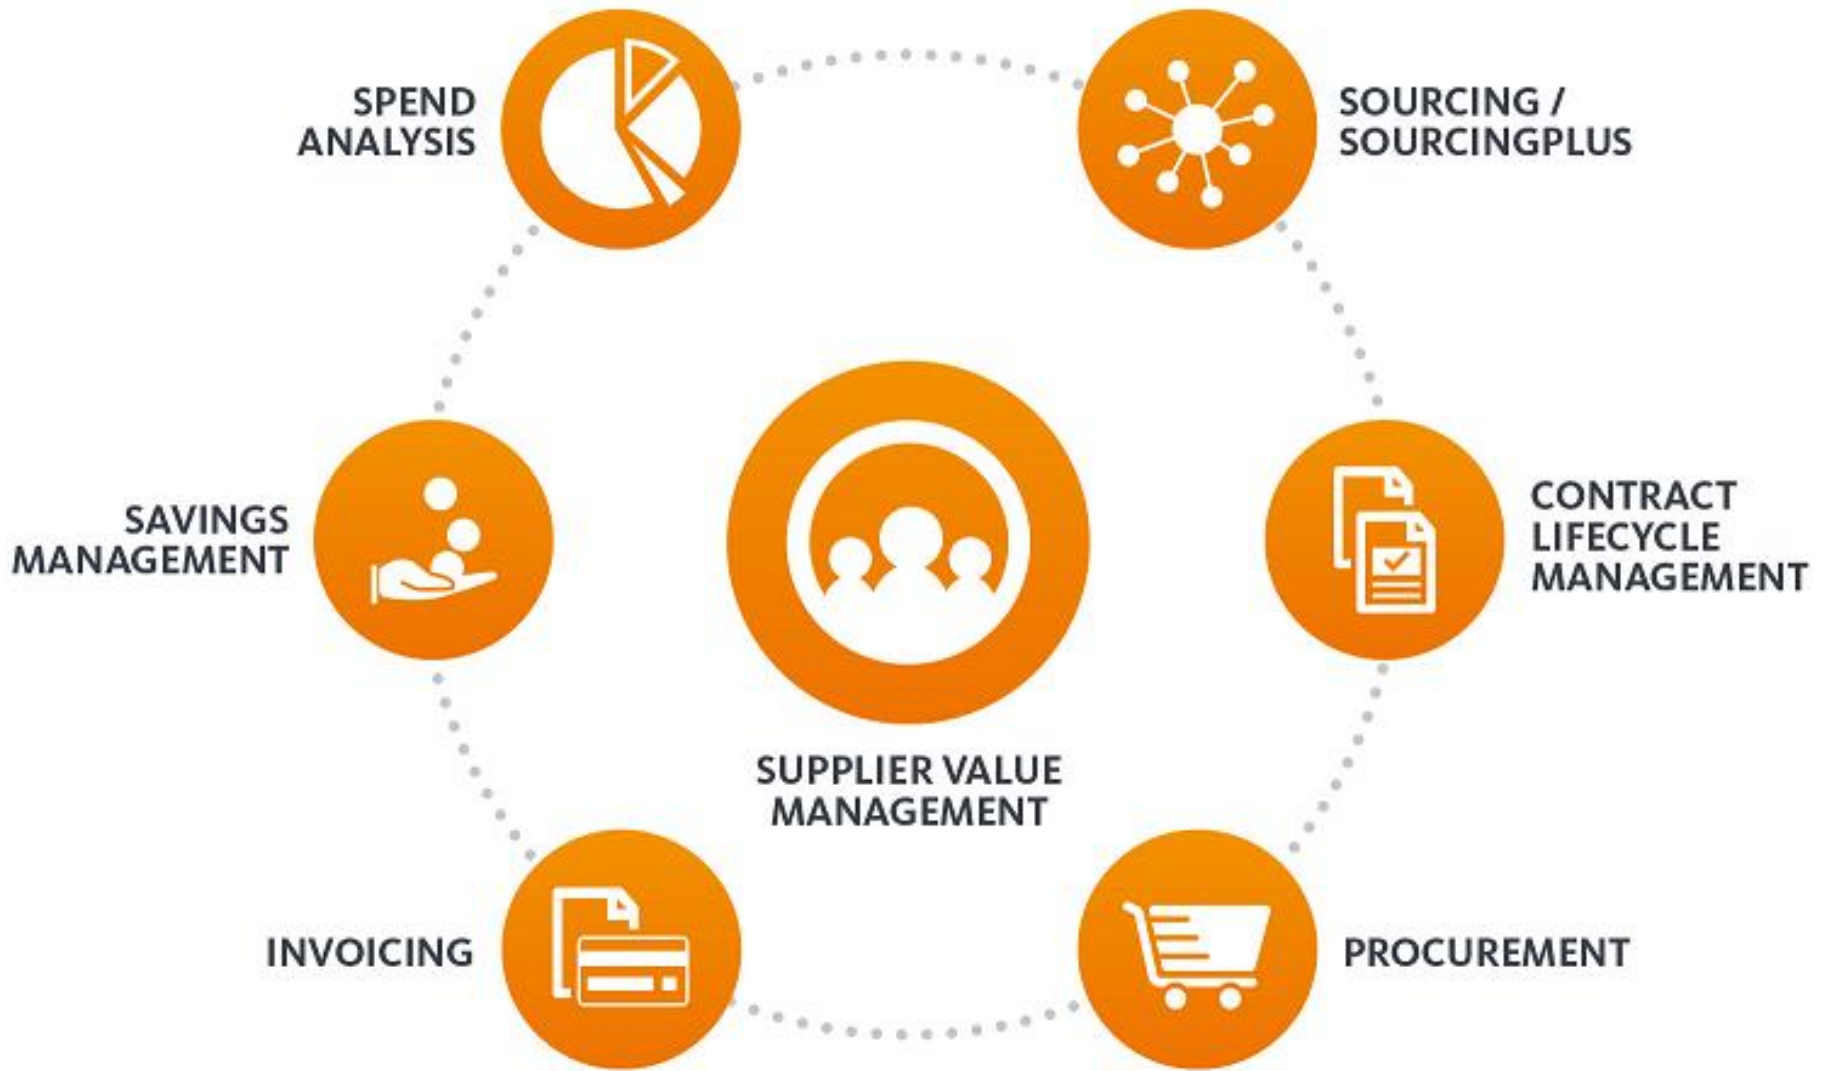 SPEND
ANALYSIS
SOURCING /
SOURCINGPLUS
SAVINGS
MANAGEMENT
CONTRACT
LIFECYCLE
MANAGEMENT
SUPPLIER VALUE
MANAGEMENT
INVOICING
PROCUREMENT